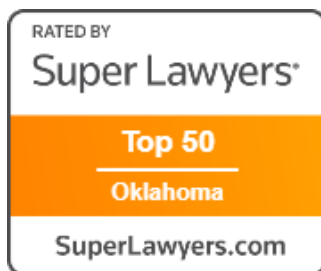 RATED BY
Super Lawyers®
Top 50
Oklahoma
SuperLawyers.com